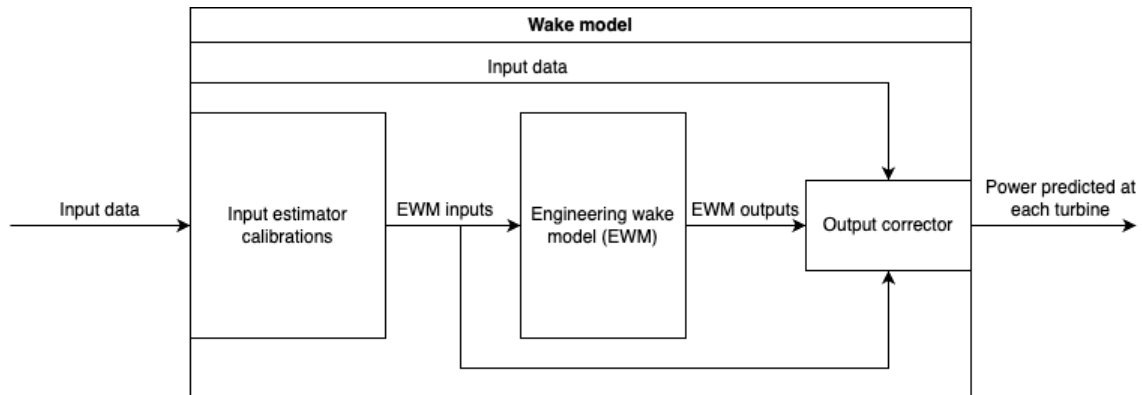 Wake model
Input data
Input data
Input estimator
calibrations
EWM inputs
Engineering wake
model (EWM)
EWM outputs
Output corrector
Power predicted at
each turbine